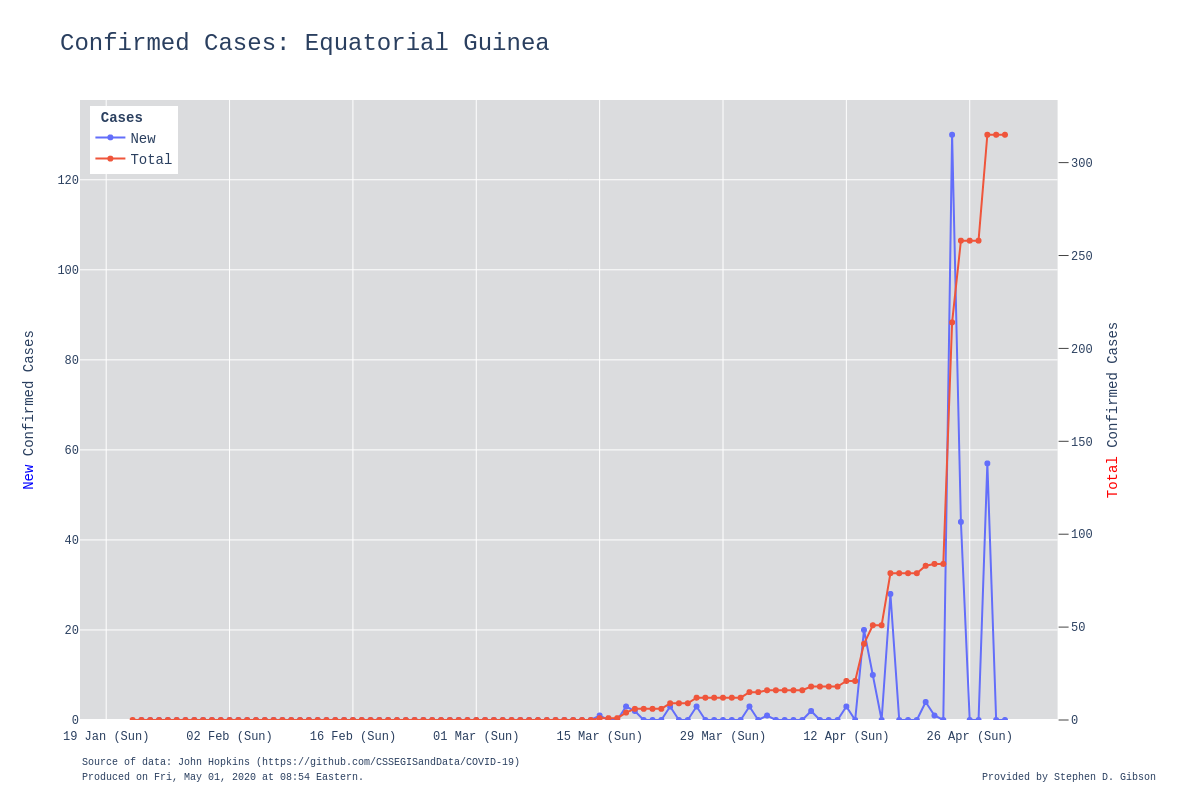 Confirmed Cases: Equatorial Guinea
Cases
New
Total
120
100
80
60
40
20
0
New Confirmed Cases
300
250
200
150
100
50
0
Total Confirmed Cases
19 Jan (Sun) 02 Feb (Sun) 16 Feb (Sun) 01 Mar (Sun) 15 Mar (Sun) 29 Mar (Sun) 12 Apr (Sun) 26 Apr (Sun)
Source of data: John Hopkins (https://github.com/CSSEGISandData/COVID-19)
Produced on Fri, May 01, 2020 at 08:54 Eastern.
Provided by Stephen D. Gibson